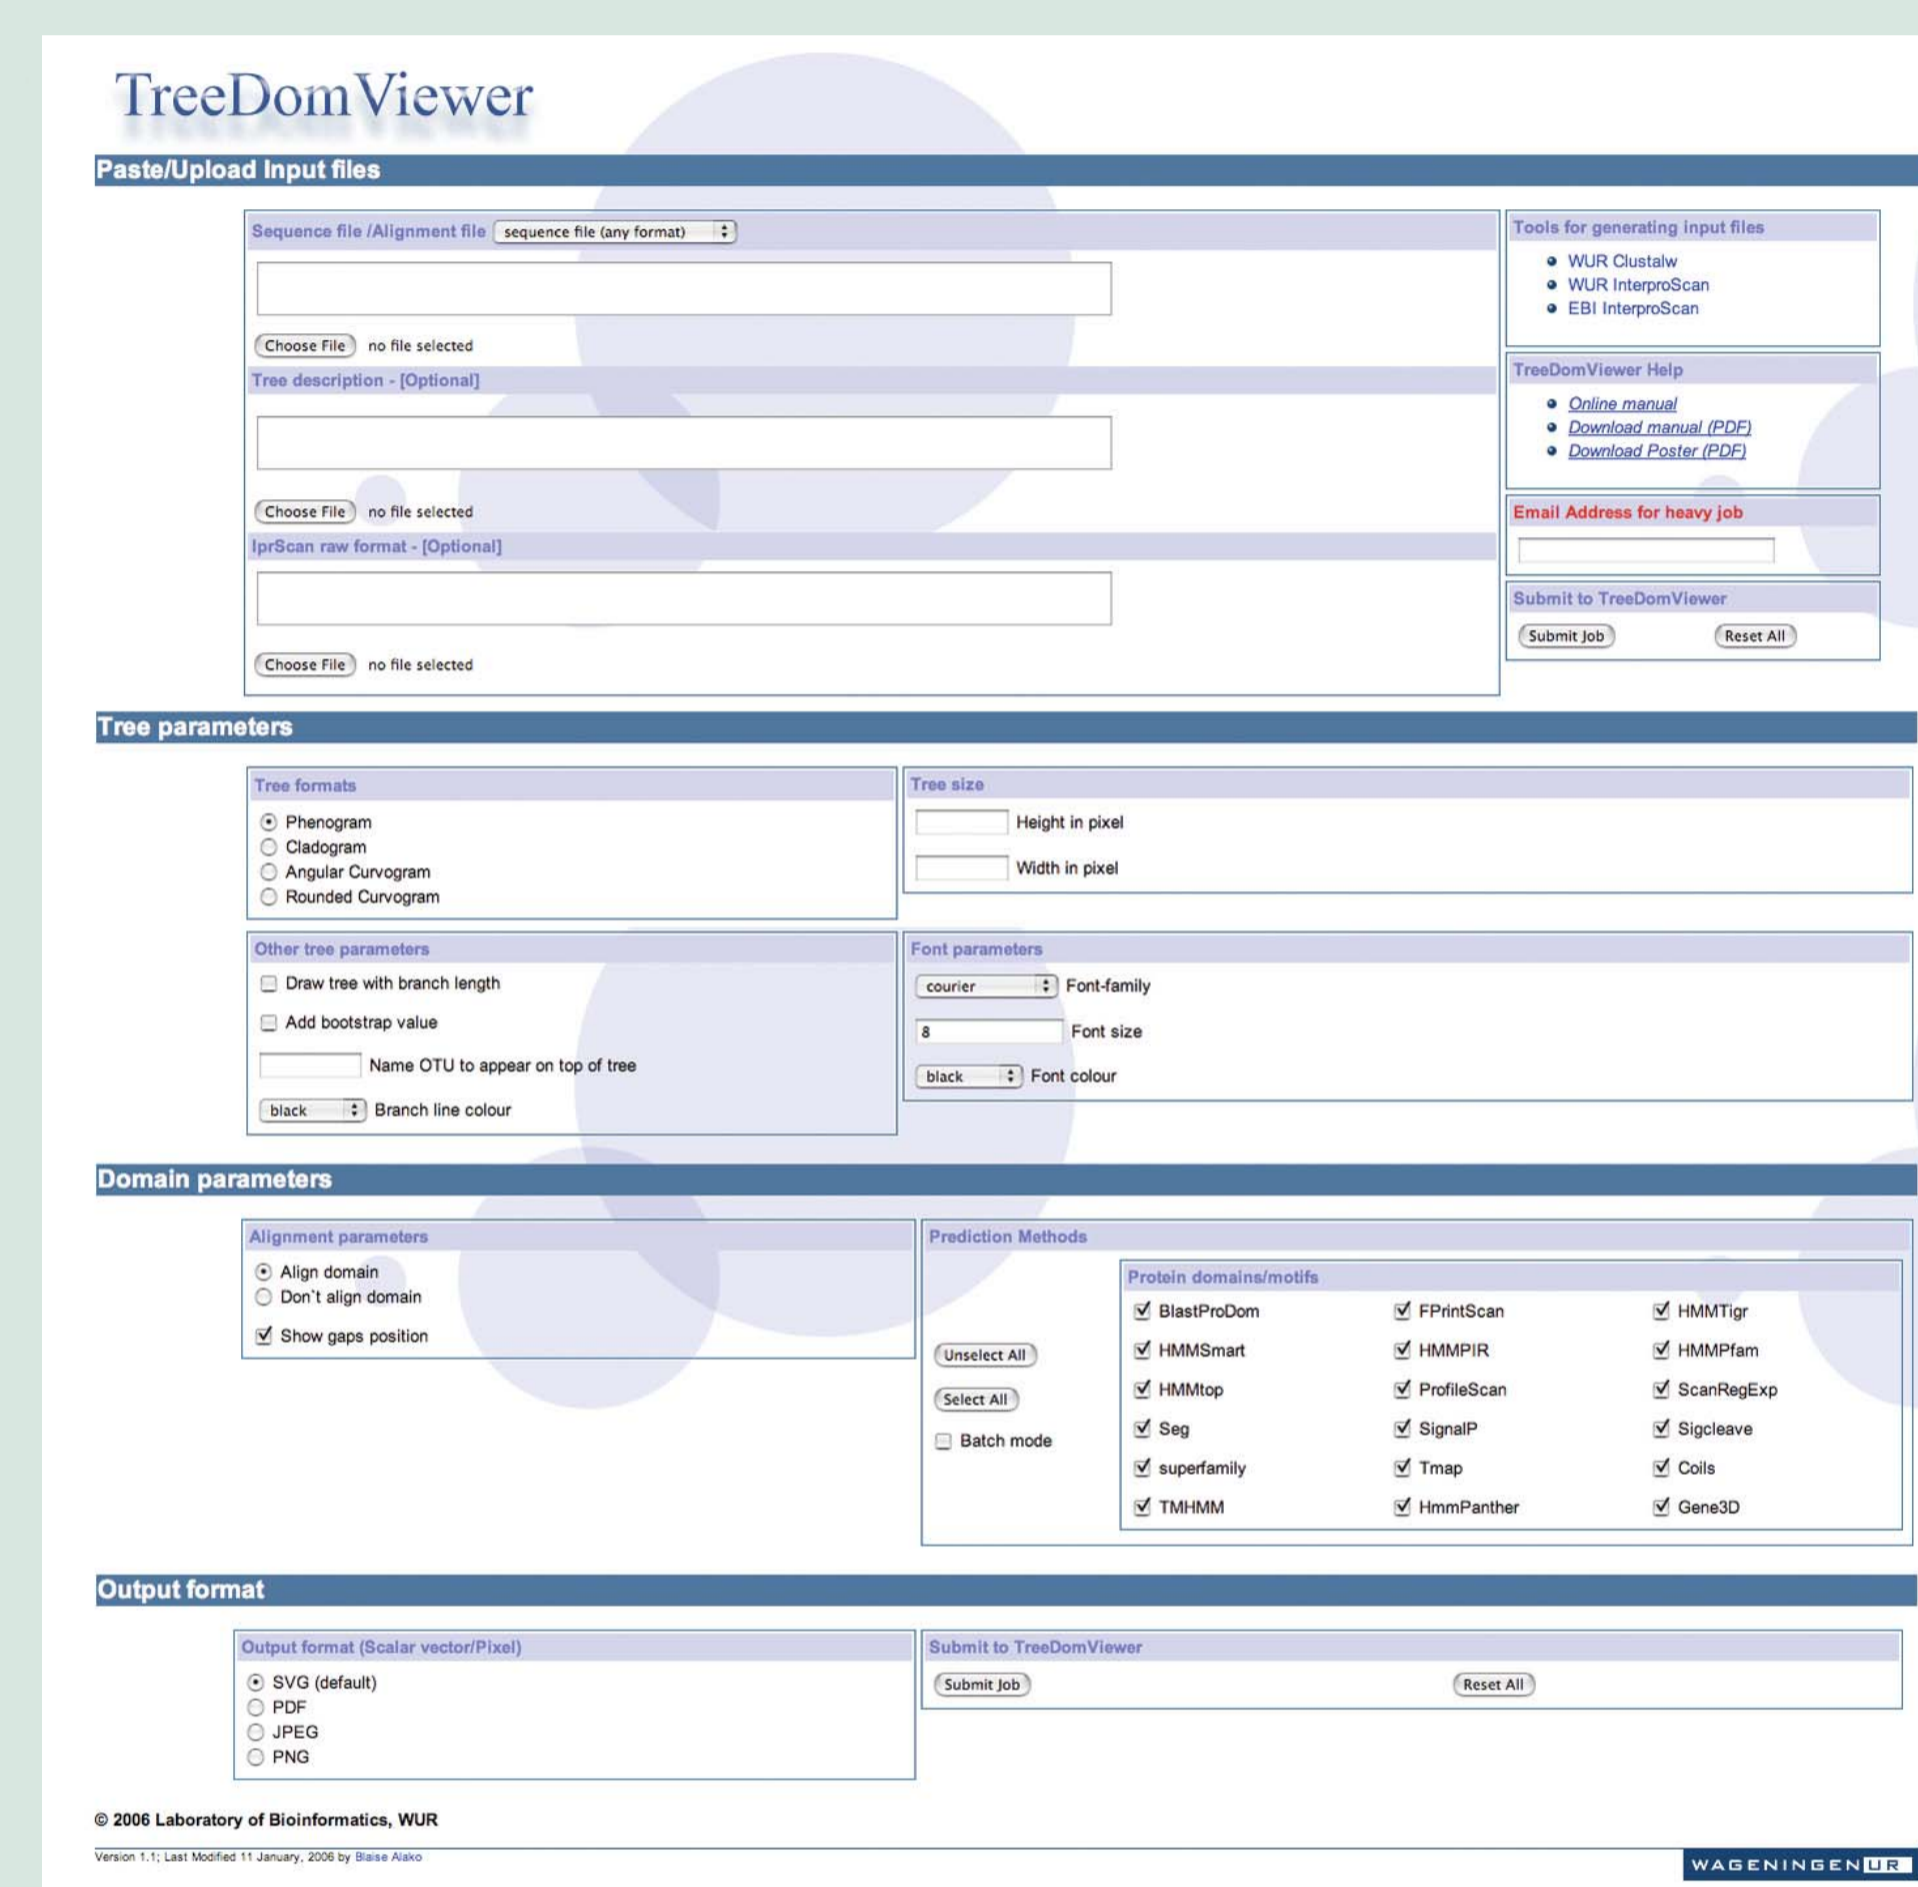 TreeDomViewer
Paste/Upload Input files
Sequence file /Alignment file sequence file (any format)
Choose File no file selected
Tree description - [Optional]
Choose File no file selected
IprScan raw format - [Optional]
Choose File no file selected
Tools for generating input files
WUR Clustalw
WUR InterproScan
EBI InterproScan
TreeDomViewer Help
Online manual
Download manual (PDF)
Download Poster (PDF)
Email Address for heavy job
Submit to TreeDomViewer
Submit Job Reset All
Tree parameters
Tree formats
Phenogram
Cladogram
Angular Curvogram
Rounded Curvogram
Tree size
Height in pixel
Width in pixel
Other tree parameters
Draw tree with branch length
Add bootstrap value
Name OTU to appear on top of tree
black Branch line colour
Font parameters
courier Font-family
8 Font size
black Font colour
Domain parameters
Alignment parameters
Align domain
Don`t align domain
Show gaps position
Prediction Methods
Unselect All
Select All
Batch mode
Protein domains/motifs
BlastProDom FPrintScan HMMTigr
HMMSmart HMMPIR HMMPfam
HMMtop ProfileScan ScanRegExp
Seg SignalP Sigcleave
superfamily Tmap Coils
TMHMM HmmPanther Gene3D
Output format
Output format (Scalar vector/Pixel)
SVG (default)
PDF
JPEG
PNG
Submit to TreeDomViewer
Submit Job Reset All
© 2006 Laboratory of Bioinformatics, WUR
Version 1.1; Last Modified 11 January, 2006 by Blaise Alako
WAGENINGEN UR